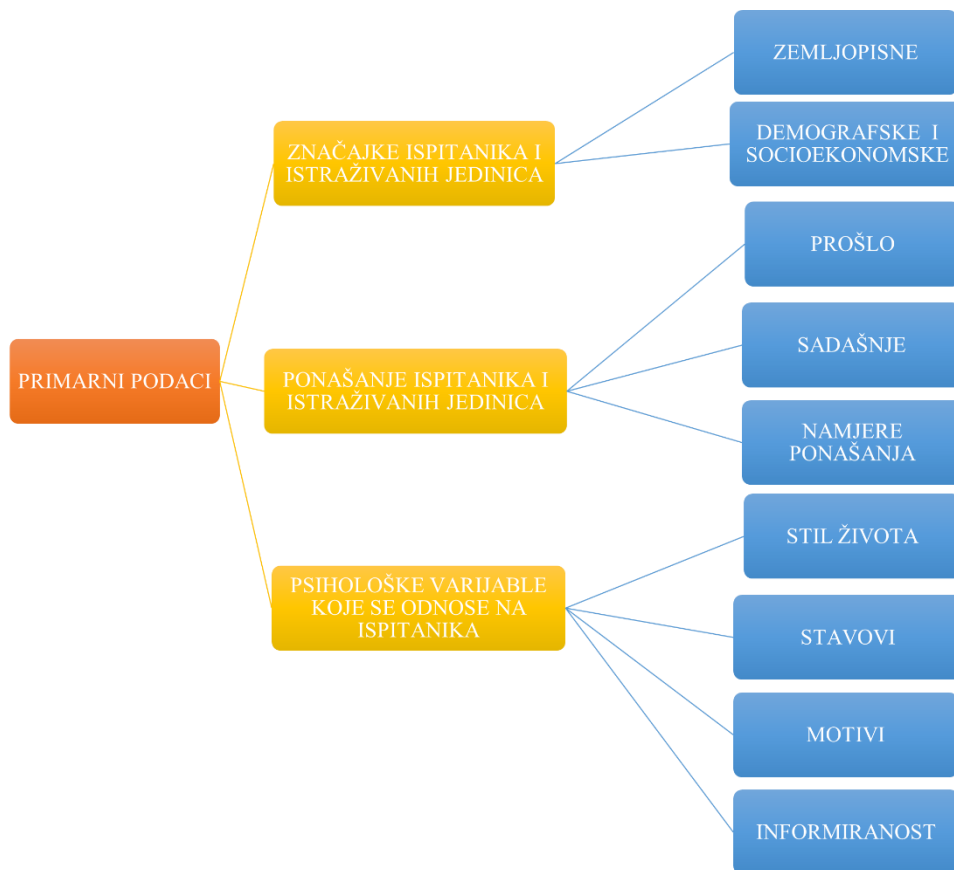 PRIMARNI PODACI
ZNAČAJKE ISPITANIKA I
ISTRAŽIVANIH JEDINICA
ZEMLJOPISNE
DEMOGRAFSKE I
SOCIOEKONOMSKE
PONAŠANJE ISPITANIKA I
ISTRAŽIVANIH JEDINICA
PROŠLO
SADAŠNJE
NAMJERE
PONAŠANJA
PSIHOLOŠKE VARIJABLE
KOJE SE ODNOSE NA
ISPITANIKA
STIL ŽIVOTA
STAVOVI
MOTIVI
INFORMIRANOST